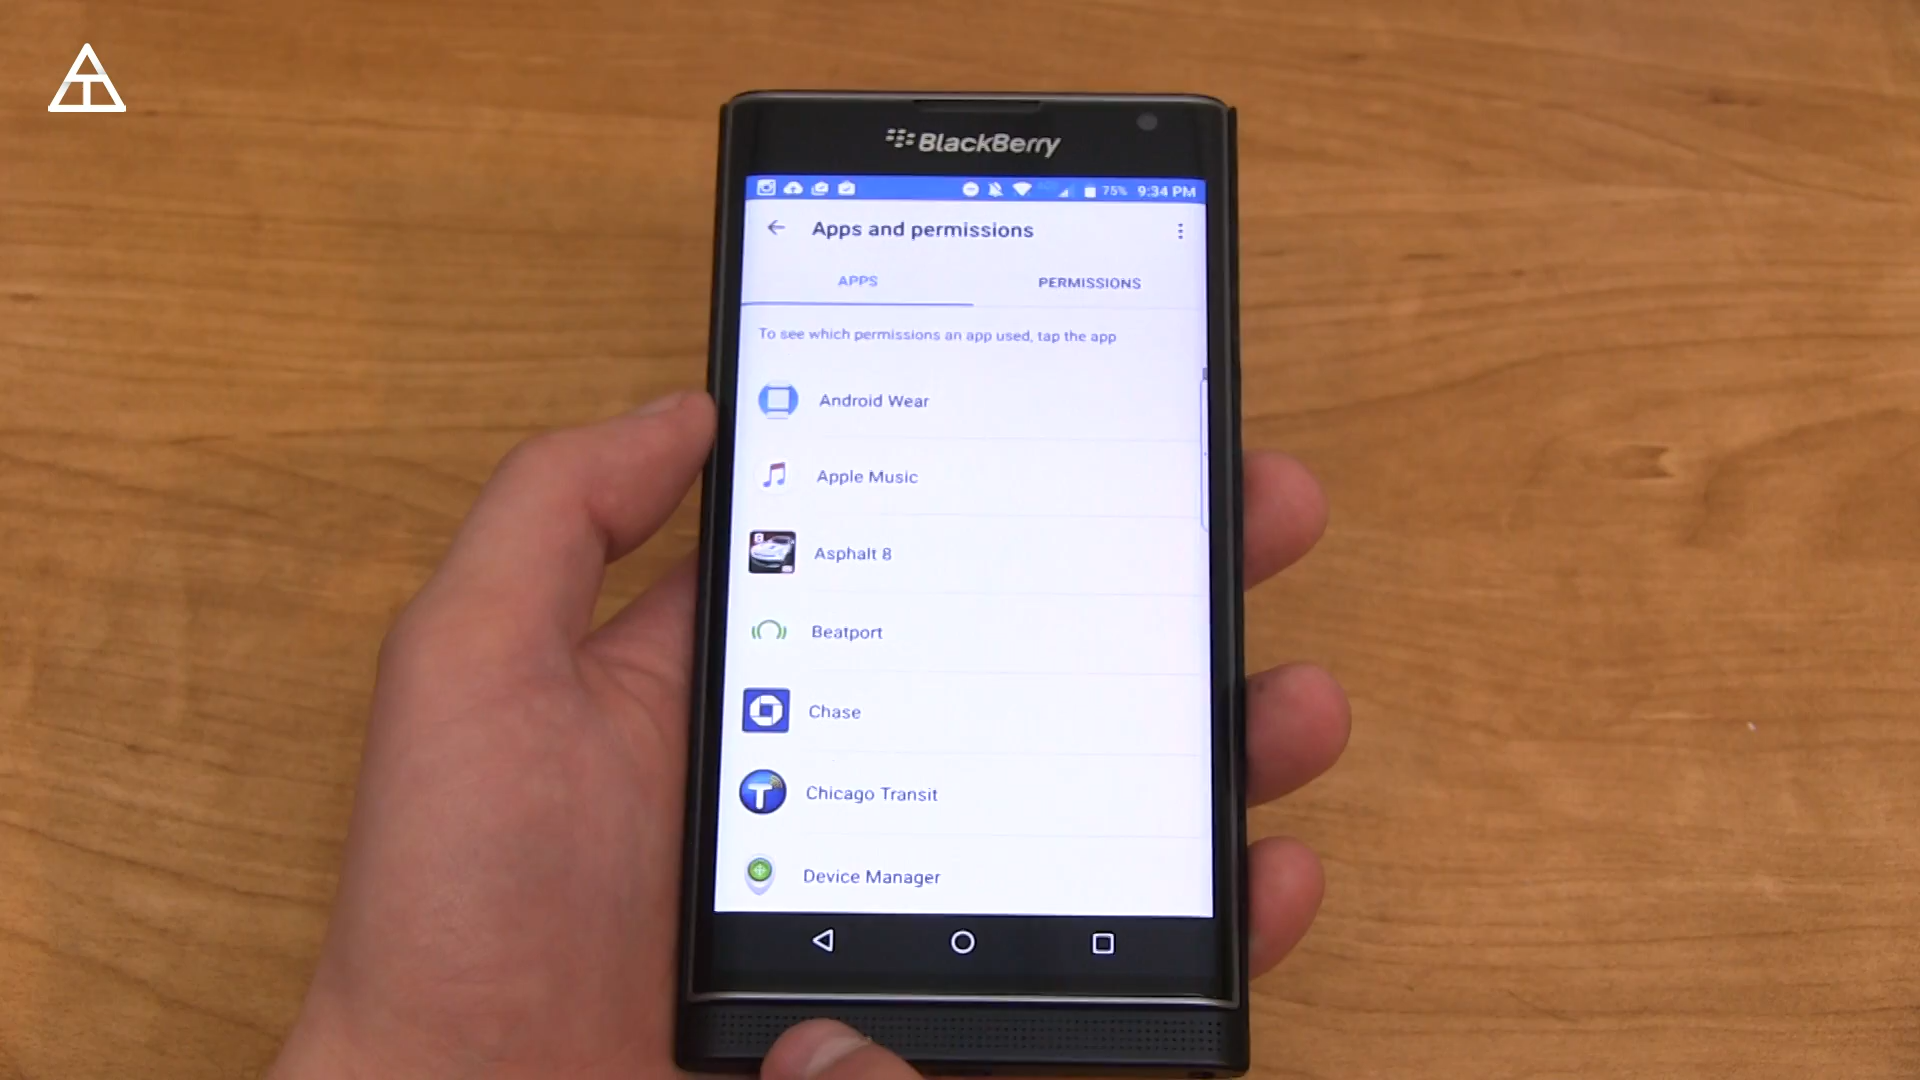 BlackBerry
75% 9:34 PM
Apps and permissions
APPS
PERMISSIONS
To see which permissions an app used, tap the app
Android Wear
Apple Music
Asphalt 8
Beatport
Chase
Chicago Transit
Device Manager